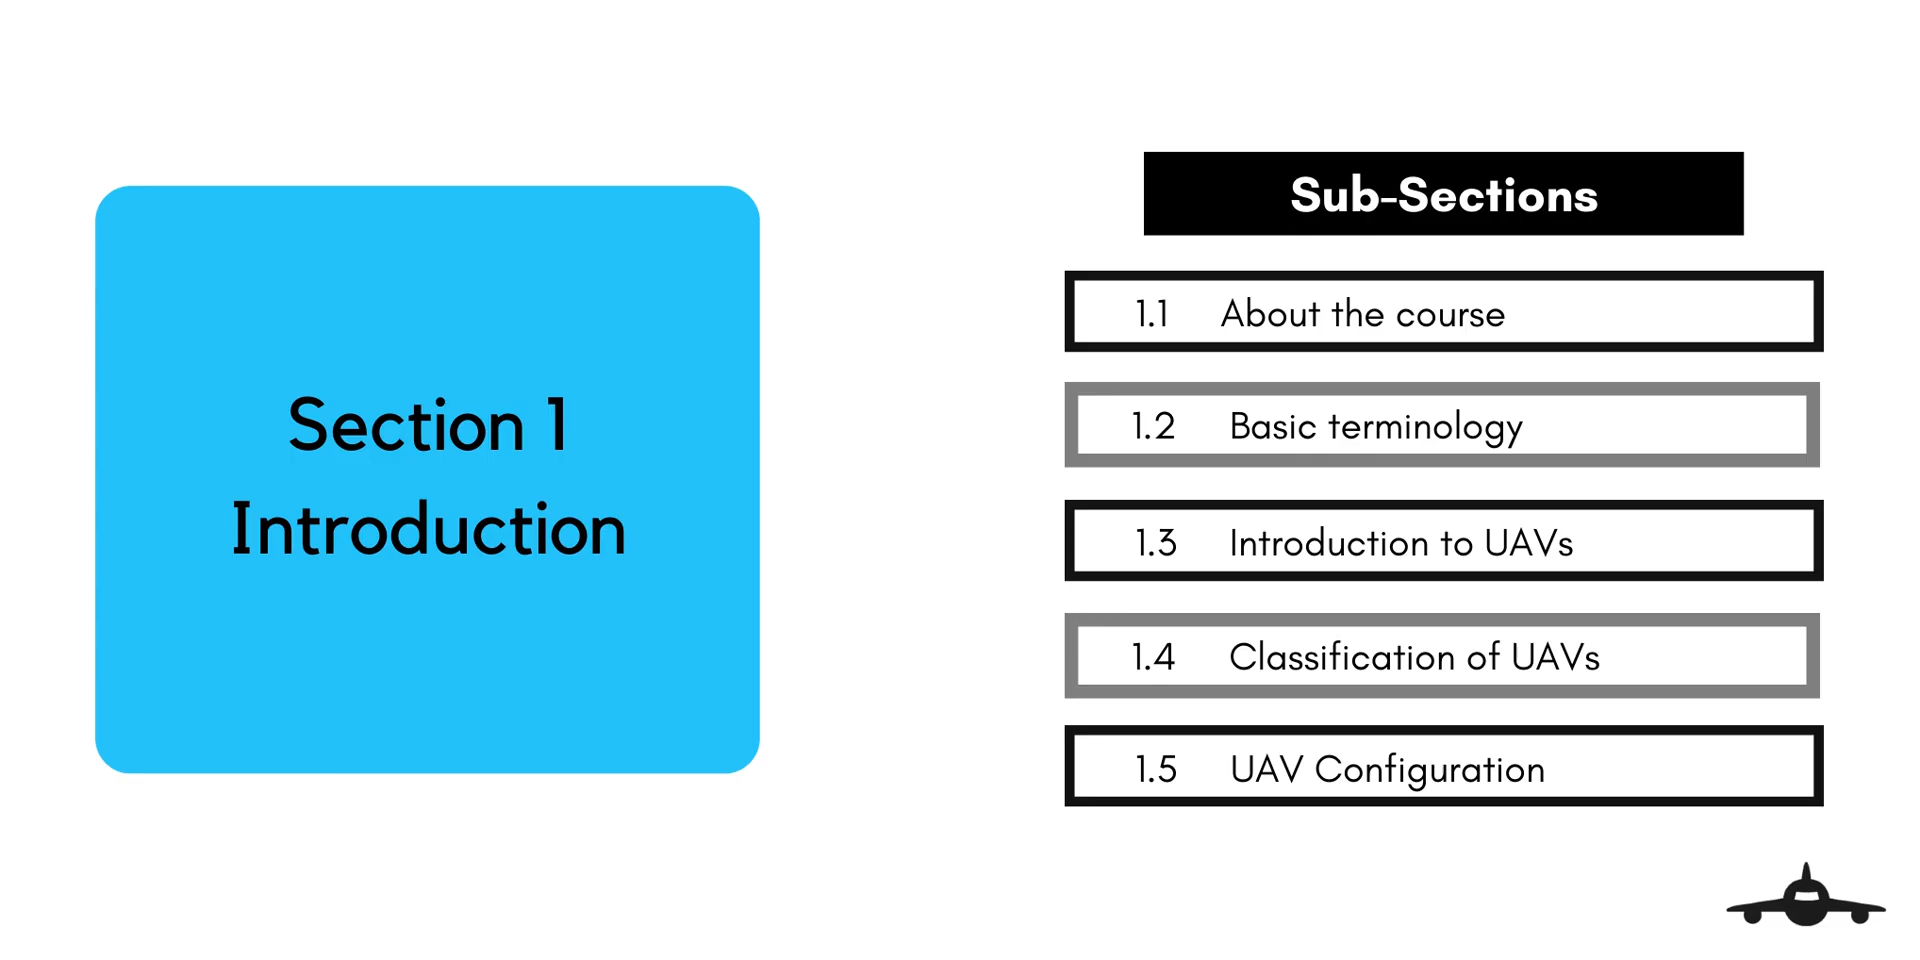 Section 1
Introduction
Sub-Sections
1.1 About the course
1.2 Basic terminology
1.3 Introduction to UAVs
1.4 Classification of UAVs
1.5 UAV Configuration